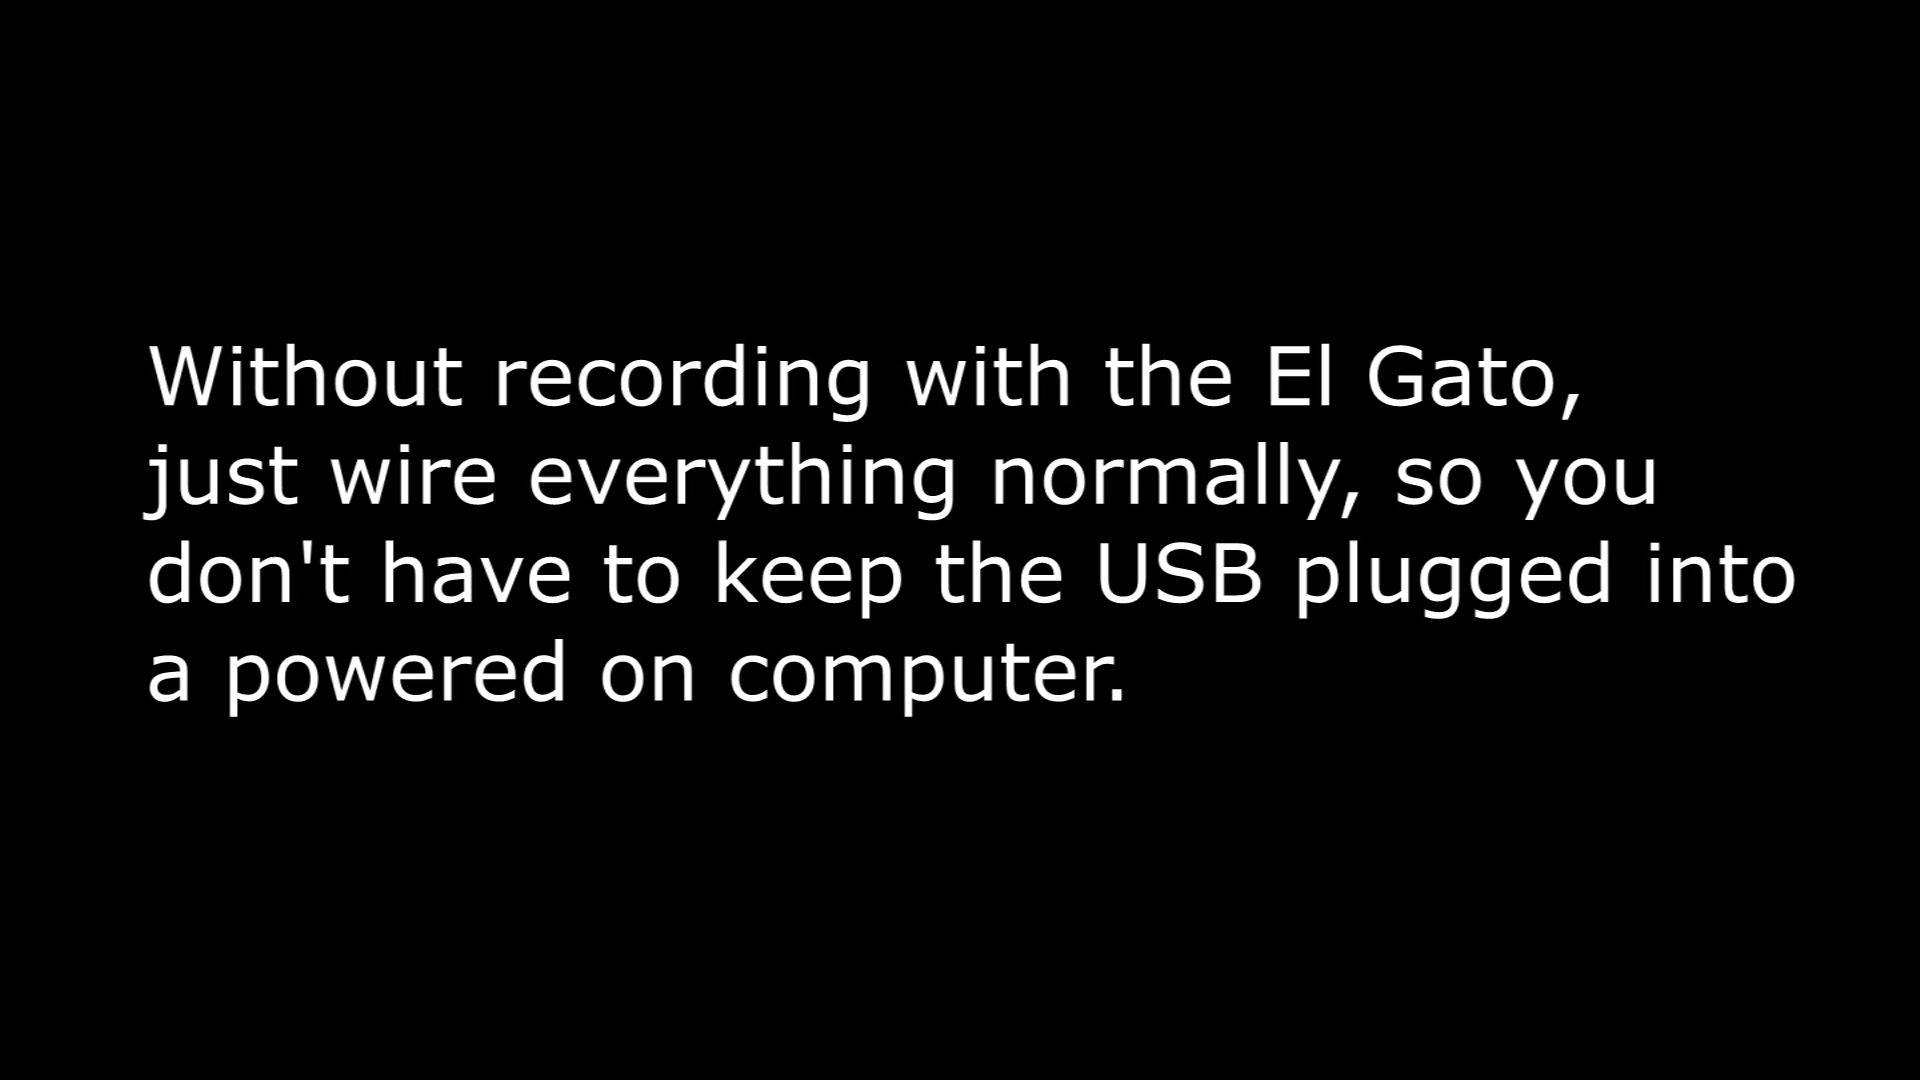 Without recording with the El Gato,
just wire everything normally, so you
don't have to keep the USB plugged into
a powered on computer.